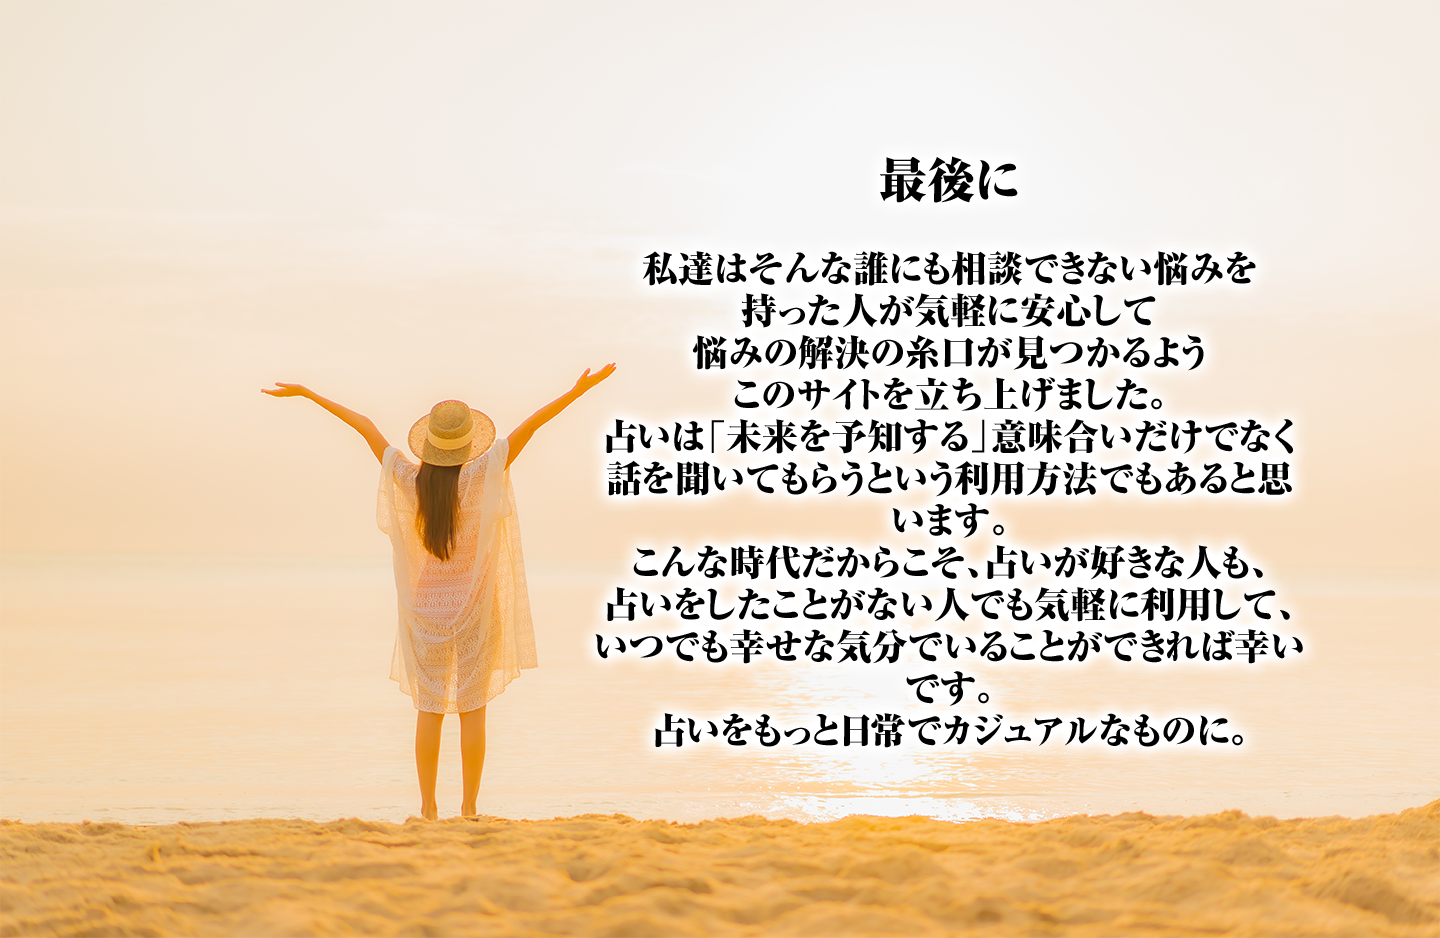 最後に
私達はそんな誰にも相談できない悩みを
持った人が気軽に安心して
悩みの解決の糸口が見つかるよう
このサイトを立ち上げました。
占いは「未来を予知する」意味合いだけでなく
話を聞いてもらうという利用方法でもあると思
います。
こんな時代だからこそ、占いが好きな人も、
占いをしたことがない人でも気軽に利用して、
いつでも幸せな気分でいることができれば幸い
です。
占いをもっと日常でカジュアルなものに。